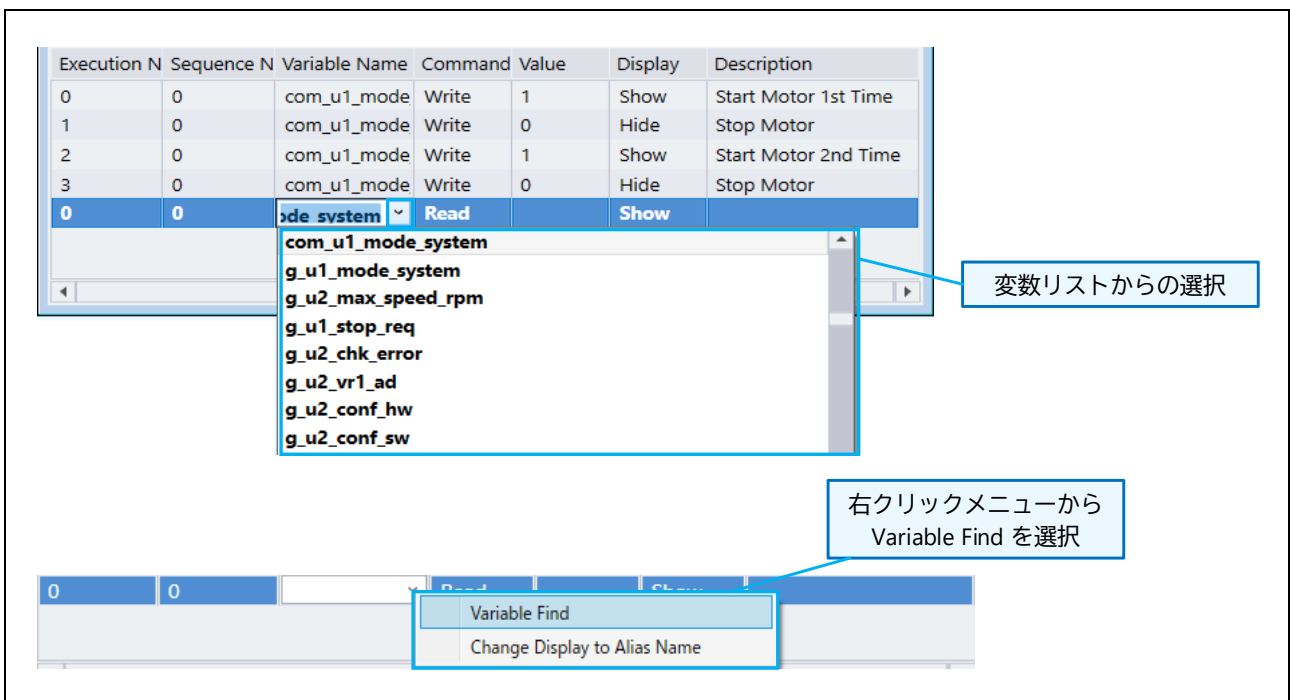 Execution N Sequence N Variable Name Command Value Display Description
0 0 com_u1_mode Write 1 Show Start Motor 1st Time
1 0 com_u1_mode Write 0 Hide Stop Motor
2 0 com_u1_mode Write 1 Show Start Motor 2nd Time
3 0 com_u1_mode Write 0 Hide Stop Motor
0 0 ode_system Read Show
com_u1_mode_system
g_u1_mode_system
g_u2_max_speed_rpm
g_u1_stop_req
g_u2_chk_error
g_u2_vr1_ad
g_u2_conf_hw
g_u2_conf_sw
変数リストからの選択
右クリックメニューから
Variable Find を選択
0 0 Read Show
Variable Find
Change Display to Alias Name